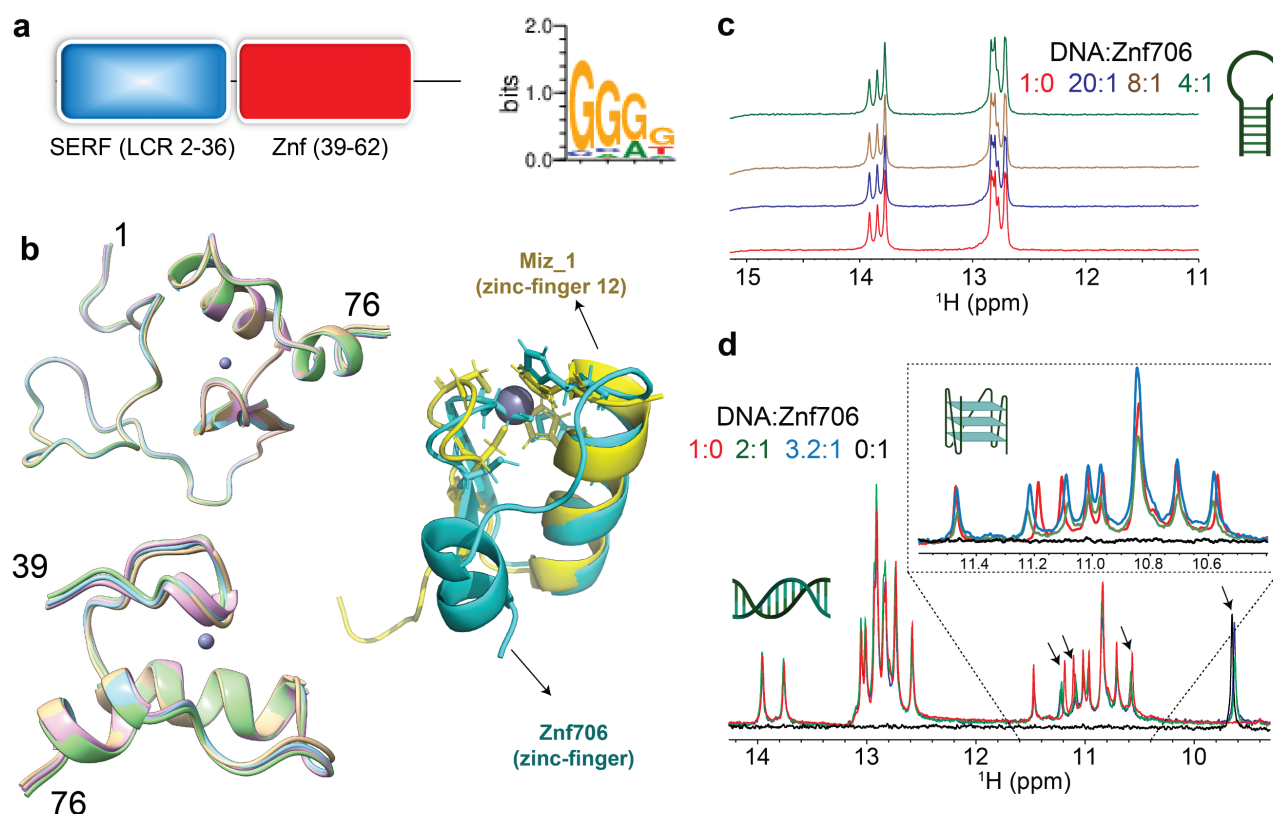 a
SERF (LCR 2-36)
Znf (39-62)
2.0
1.0
0.0
bits
G
G
G
A
G
T
b
1
76
39
76
Miz_1
(zinc-finger 12)
Znf706
(zinc-finger)
c
DNA:Znf706
1:0 20:1 8:1 4:1
15 14 13 12 11
¹H (ppm)
d
DNA:Znf706
1:0 2:1 3.2:1 0:1
11.4 11.2 11.0 10.8 10.6
14 13 12 11 10
¹H (ppm)